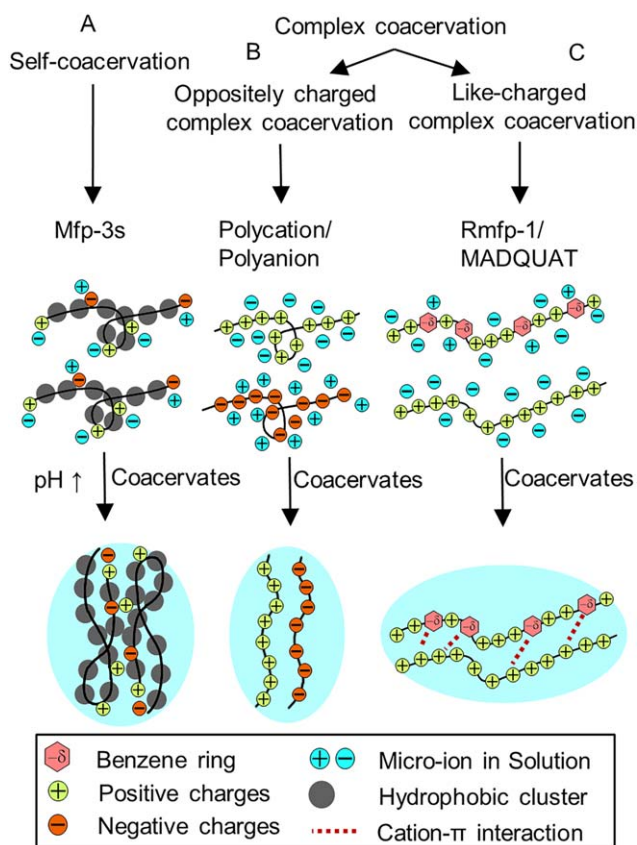 A
Self-coacervation
Complex coacervation
B
C
Oppositely charged
complex coacervation
Like-charged
complex coacervation
Mfp-3s
Polycation/
Polyanion
Rmfp-1/
MADQUAT
pH ↑
Coacervates
Coacervates
Coacervates
−δ Benzene ring
+ Positive charges
− Negative charges
+ − Micro-ion in Solution
Hydrophobic cluster
Cation-π interaction